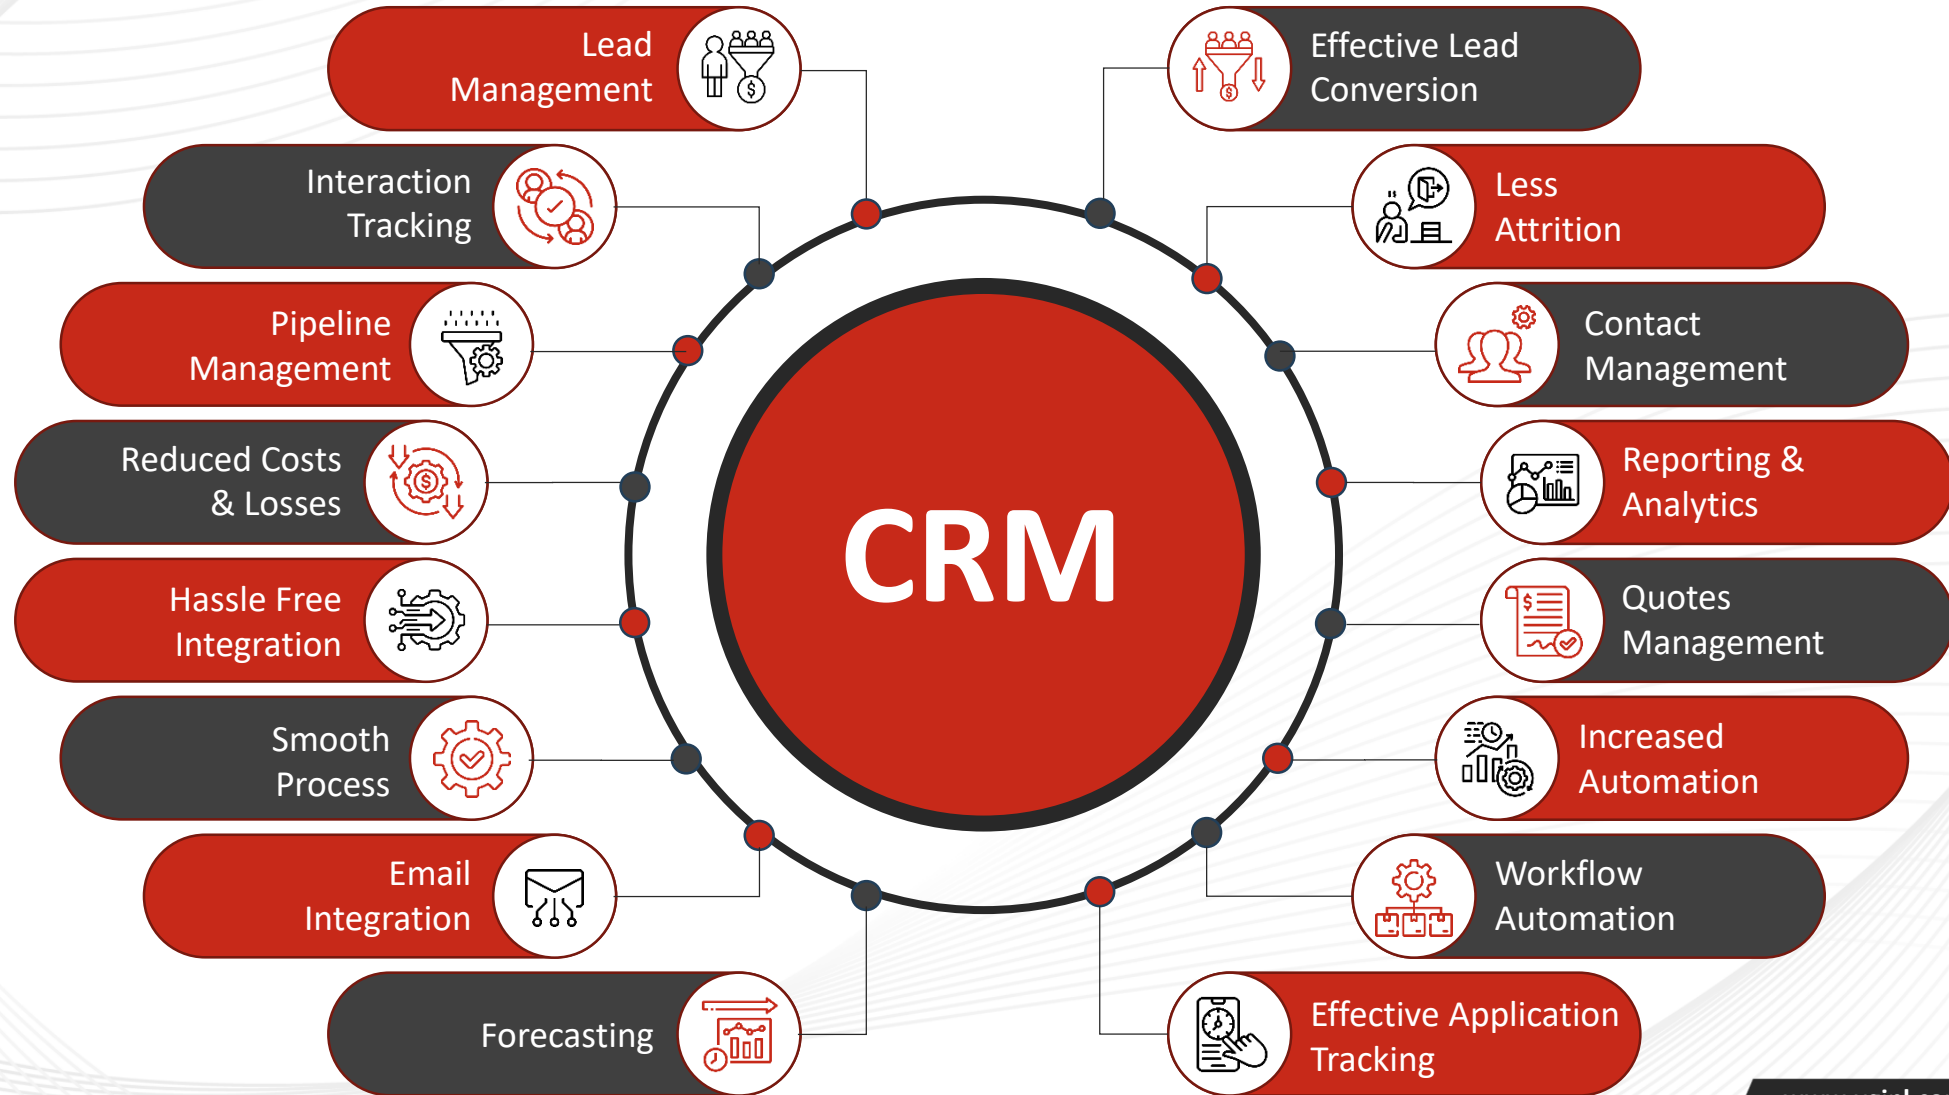 Lead
Management
Interaction
Tracking
Pipeline
Management
Reduced Costs
& Losses
Hassle Free
Integration
Smooth
Process
Email
Integration
Forecasting
CRM
Effective Lead
Conversion
Less
Attrition
Contact
Management
Reporting &
Analytics
Quotes
Management
Increased
Automation
Workflow
Automation
Effective Application
Tracking